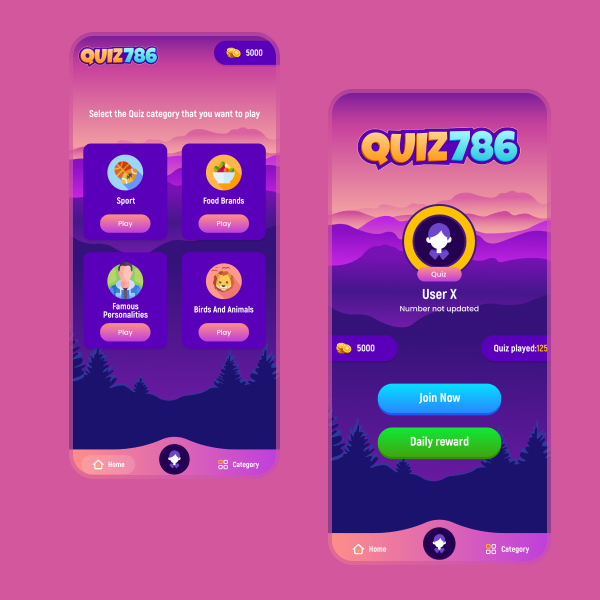 QUIZ786
5000
Select the Quiz category that you want to play
Sport
Play
Food Brands
Play
Famous
Personalities
Play
Birds And Animals
Play
Home
Category
QUIZ786
Quiz
User X
Number not updated
5000
Quiz played:125
Join Now
Daily reward
Home
Category